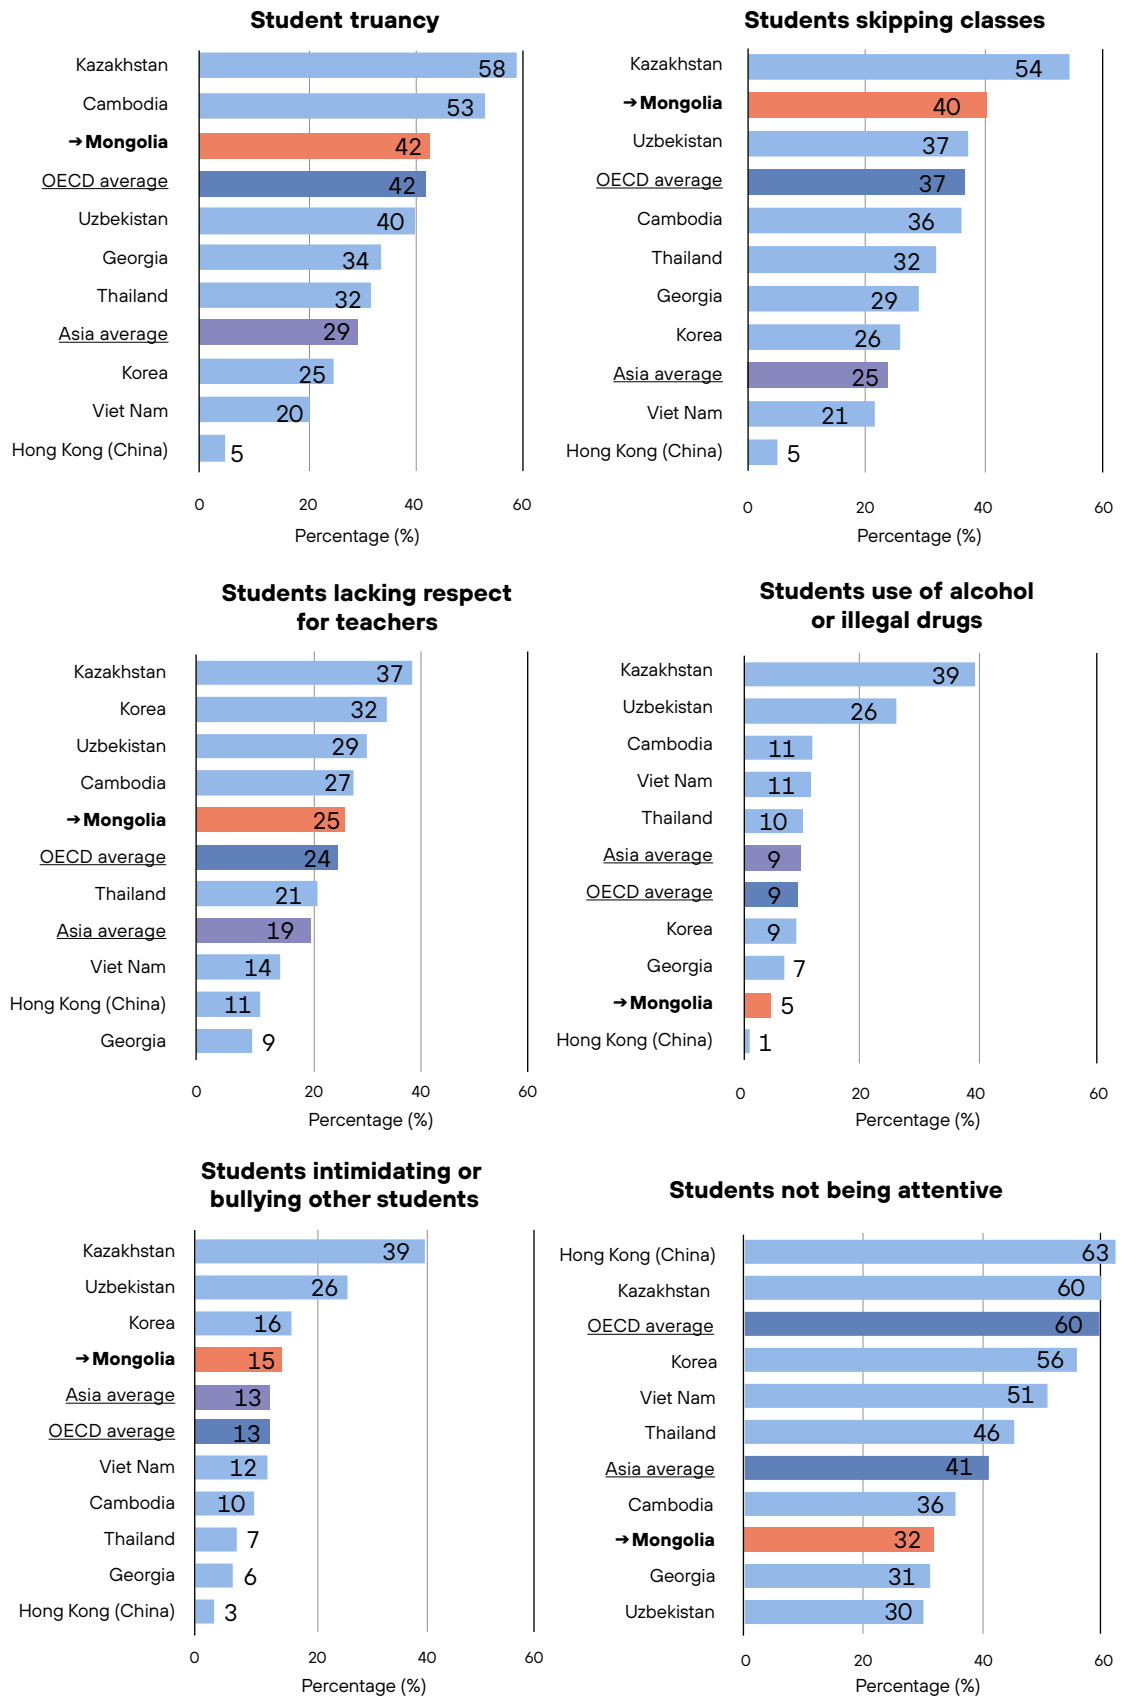 Student truancy
Kazakhstan 58
Cambodia 53
➔ Mongolia 42
OECD average 42
Uzbekistan 40
Georgia 34
Thailand 32
Asia average 29
Korea 25
Viet Nam 20
Hong Kong (China) 5
0 20 40 60
Percentage (%)
Students skipping classes
Kazakhstan 54
➔ Mongolia 40
Uzbekistan 37
OECD average 37
Cambodia 36
Thailand 32
Georgia 29
Korea 26
Asia average 25
Viet Nam 21
Hong Kong (China) 5
0 20 40 60
Percentage (%)
Students lacking respect
for teachers
Kazakhstan 37
Korea 32
Uzbekistan 29
Cambodia 27
➔ Mongolia 25
OECD average 24
Thailand 21
Asia average 19
Viet Nam 14
Hong Kong (China) 11
Georgia 9
0 20 40 60
Percentage (%)
Students use of alcohol
or illegal drugs
Kazakhstan 39
Uzbekistan 26
Cambodia 11
Viet Nam 11
Thailand 10
Asia average 9
OECD average 9
Korea 9
Georgia 7
➔ Mongolia 5
Hong Kong (China) 1
0 20 40 60
Percentage (%)
Students intimidating or
bullying other students
Kazakhstan 39
Uzbekistan 26
Korea 16
➔ Mongolia 15
Asia average 13
OECD average 13
Viet Nam 12
Cambodia 10
Thailand 7
Georgia 6
Hong Kong (China) 3
0 20 40 60
Percentage (%)
Students not being attentive
Hong Kong (China) 63
Kazakhstan 60
OECD average 60
Korea 56
Viet Nam 51
Thailand 46
Asia average 41
Cambodia 36
➔ Mongolia 32
Georgia 31
Uzbekistan 30
0 20 40 60
Percentage (%)